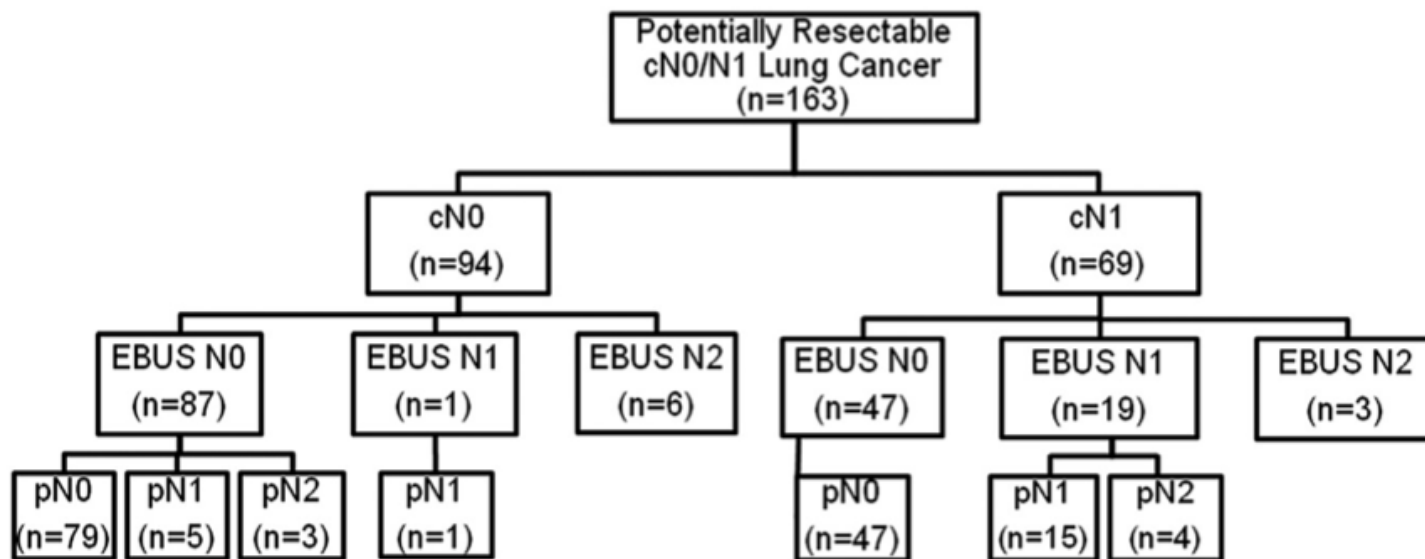 Potentially Resectable
cN0/N1 Lung Cancer
(n=163)
cN0
(n=94)
cN1
(n=69)
EBUS N0
(n=87)
EBUS N1
(n=1)
EBUS N2
(n=6)
EBUS N0
(n=47)
EBUS N1
(n=19)
EBUS N2
(n=3)
pN0
(n=79)
pN1
(n=5)
pN2
(n=3)
pN1
(n=1)
pN0
(n=47)
pN1
(n=15)
pN2
(n=4)